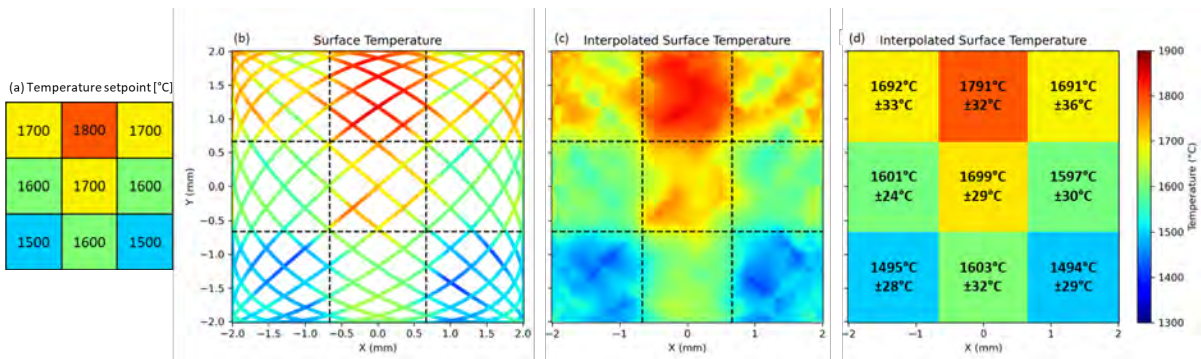 (a) Temperature setpoint [°C]
1700 1800 1700
1600 1700 1600
1500 1600 1500
(b)
Surface Temperature
2.0
1.5
1.0
0.5
0.0
−0.5
−1.0
−1.5
−2.0
Y (mm)
−2.0 −1.5 −1.0 −0.5 0.0 0.5 1.0 1.5 2.0
X (mm)
(c)
Interpolated Surface Temperature
−2 −1 0 1 2
X (mm)
(d)
Interpolated Surface Temperature
1692°C 1791°C 1691°C
±33°C ±32°C ±36°C
1601°C 1699°C 1597°C
±24°C ±29°C ±30°C
1495°C 1603°C 1494°C
±28°C ±32°C ±29°C
−2 −1 0 1 2
X (mm)
1900
1800
1700
1600
1500
1400
1300
Temperature (°C)